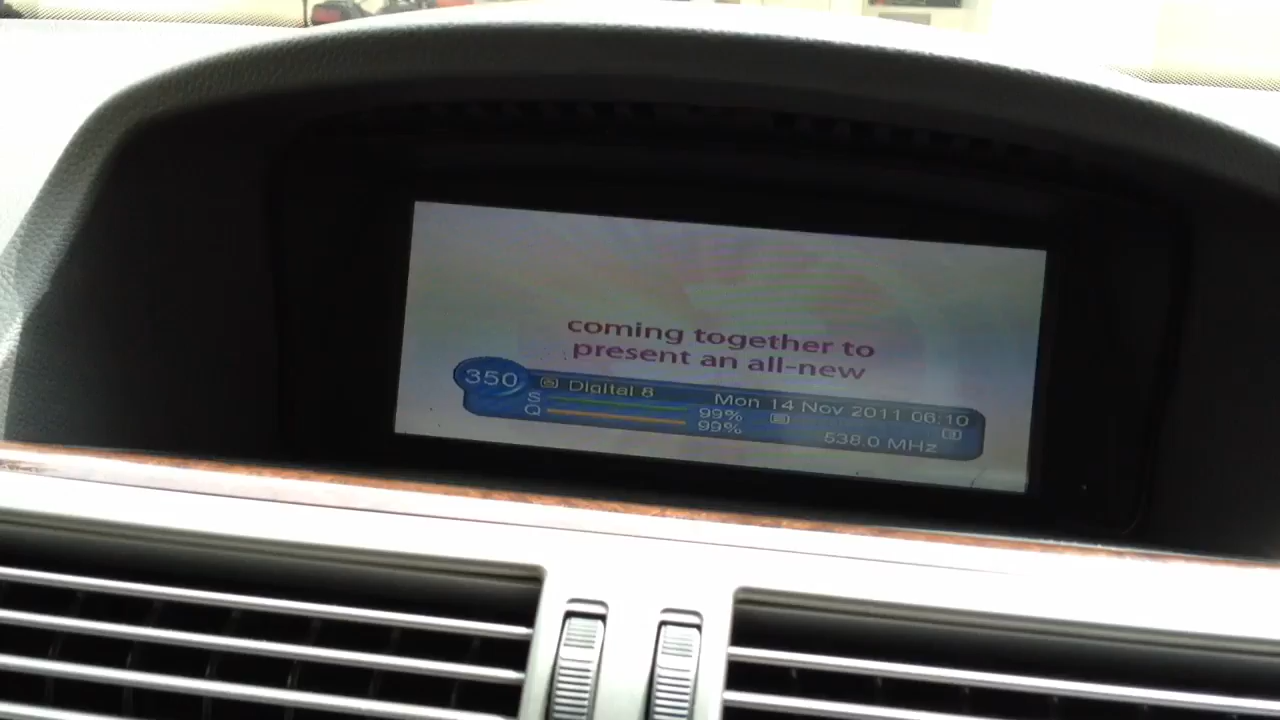 coming together to
present an all-new
350 Digital 8 Mon 14 Nov 2011 06:10
S 99%
Q 99% 538.0 MHz